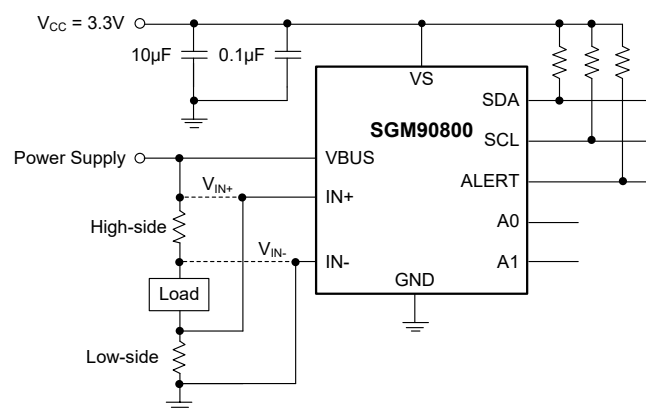 VCC = 3.3V
10µF
0.1µF
VS
SDA
SGM90800
SCL
Power Supply
VBUS
ALERT
VIN+
IN+
High-side
A0
VIN-
IN-
A1
GND
Load
Low-side